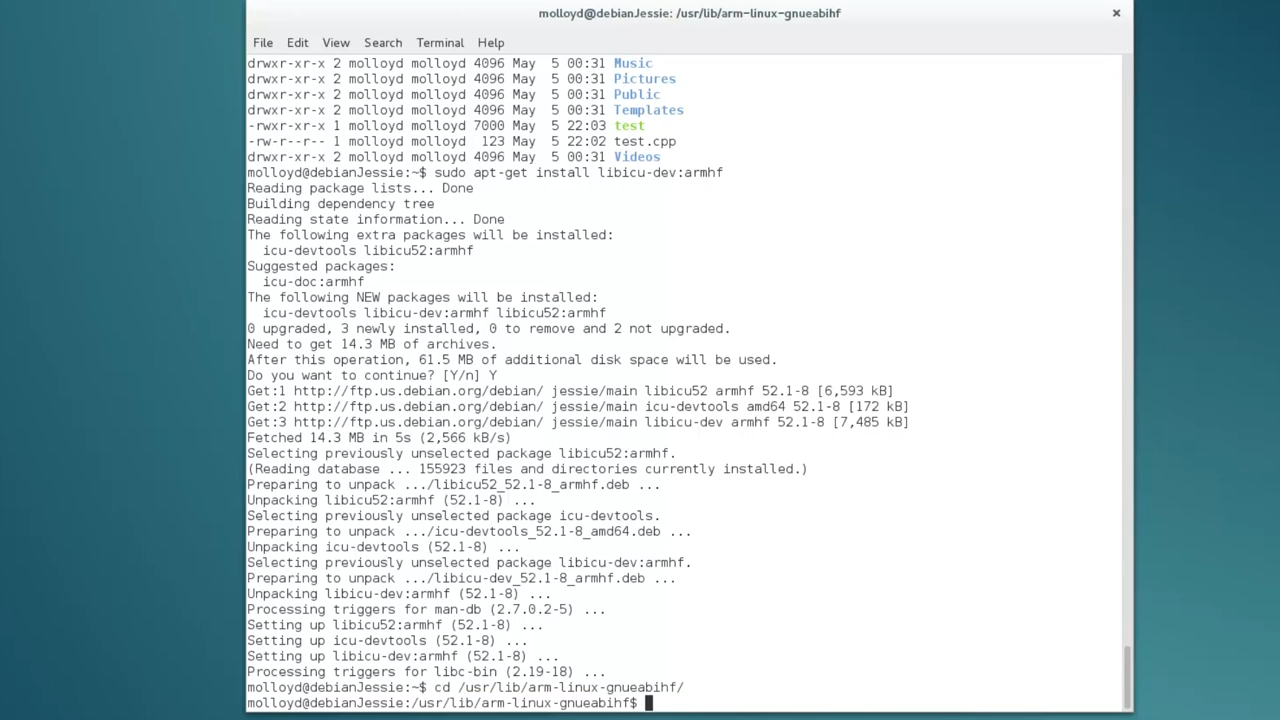 molloyd@debianJessie: /usr/lib/arm-linux-gnueabihf ×
File Edit View Search Terminal Help
drwxr-xr-x 2 molloyd molloyd 4096 May  5 00:31 Music
drwxr-xr-x 2 molloyd molloyd 4096 May  5 00:31 Pictures
drwxr-xr-x 2 molloyd molloyd 4096 May  5 00:31 Public
drwxr-xr-x 2 molloyd molloyd 4096 May  5 00:31 Templates
-rwxr-xr-x 1 molloyd molloyd 7000 May  5 22:03 test
-rw-r--r-- 1 molloyd molloyd  123 May  5 22:02 test.cpp
drwxr-xr-x 2 molloyd molloyd 4096 May  5 00:31 Videos
molloyd@debianJessie:~$ sudo apt-get install libicu-dev:armhf
Reading package lists... Done
Building dependency tree
Reading state information... Done
The following extra packages will be installed:
  icu-devtools libicu52:armhf
Suggested packages:
  icu-doc:armhf
The following NEW packages will be installed:
  icu-devtools libicu-dev:armhf libicu52:armhf
0 upgraded, 3 newly installed, 0 to remove and 2 not upgraded.
Need to get 14.3 MB of archives.
After this operation, 61.5 MB of additional disk space will be used.
Do you want to continue? [Y/n] Y
Get:1 http://ftp.us.debian.org/debian/ jessie/main libicu52 armhf 52.1-8 [6,593 kB]
Get:2 http://ftp.us.debian.org/debian/ jessie/main icu-devtools amd64 52.1-8 [172 kB]
Get:3 http://ftp.us.debian.org/debian/ jessie/main libicu-dev armhf 52.1-8 [7,485 kB]
Fetched 14.3 MB in 5s (2,566 kB/s)
Selecting previously unselected package libicu52:armhf.
(Reading database ... 155923 files and directories currently installed.)
Preparing to unpack .../libicu52_52.1-8_armhf.deb ...
Unpacking libicu52:armhf (52.1-8) ...
Selecting previously unselected package icu-devtools.
Preparing to unpack .../icu-devtools_52.1-8_amd64.deb ...
Unpacking icu-devtools (52.1-8) ...
Selecting previously unselected package libicu-dev:armhf.
Preparing to unpack .../libicu-dev_52.1-8_armhf.deb ...
Unpacking libicu-dev:armhf (52.1-8) ...
Processing triggers for man-db (2.7.0.2-5) ...
Setting up libicu52:armhf (52.1-8) ...
Setting up icu-devtools (52.1-8) ...
Setting up libicu-dev:armhf (52.1-8) ...
Processing triggers for libc-bin (2.19-18) ...
molloyd@debianJessie:~$ cd /usr/lib/arm-linux-gnueabihf/
molloyd@debianJessie:/usr/lib/arm-linux-gnueabihf$